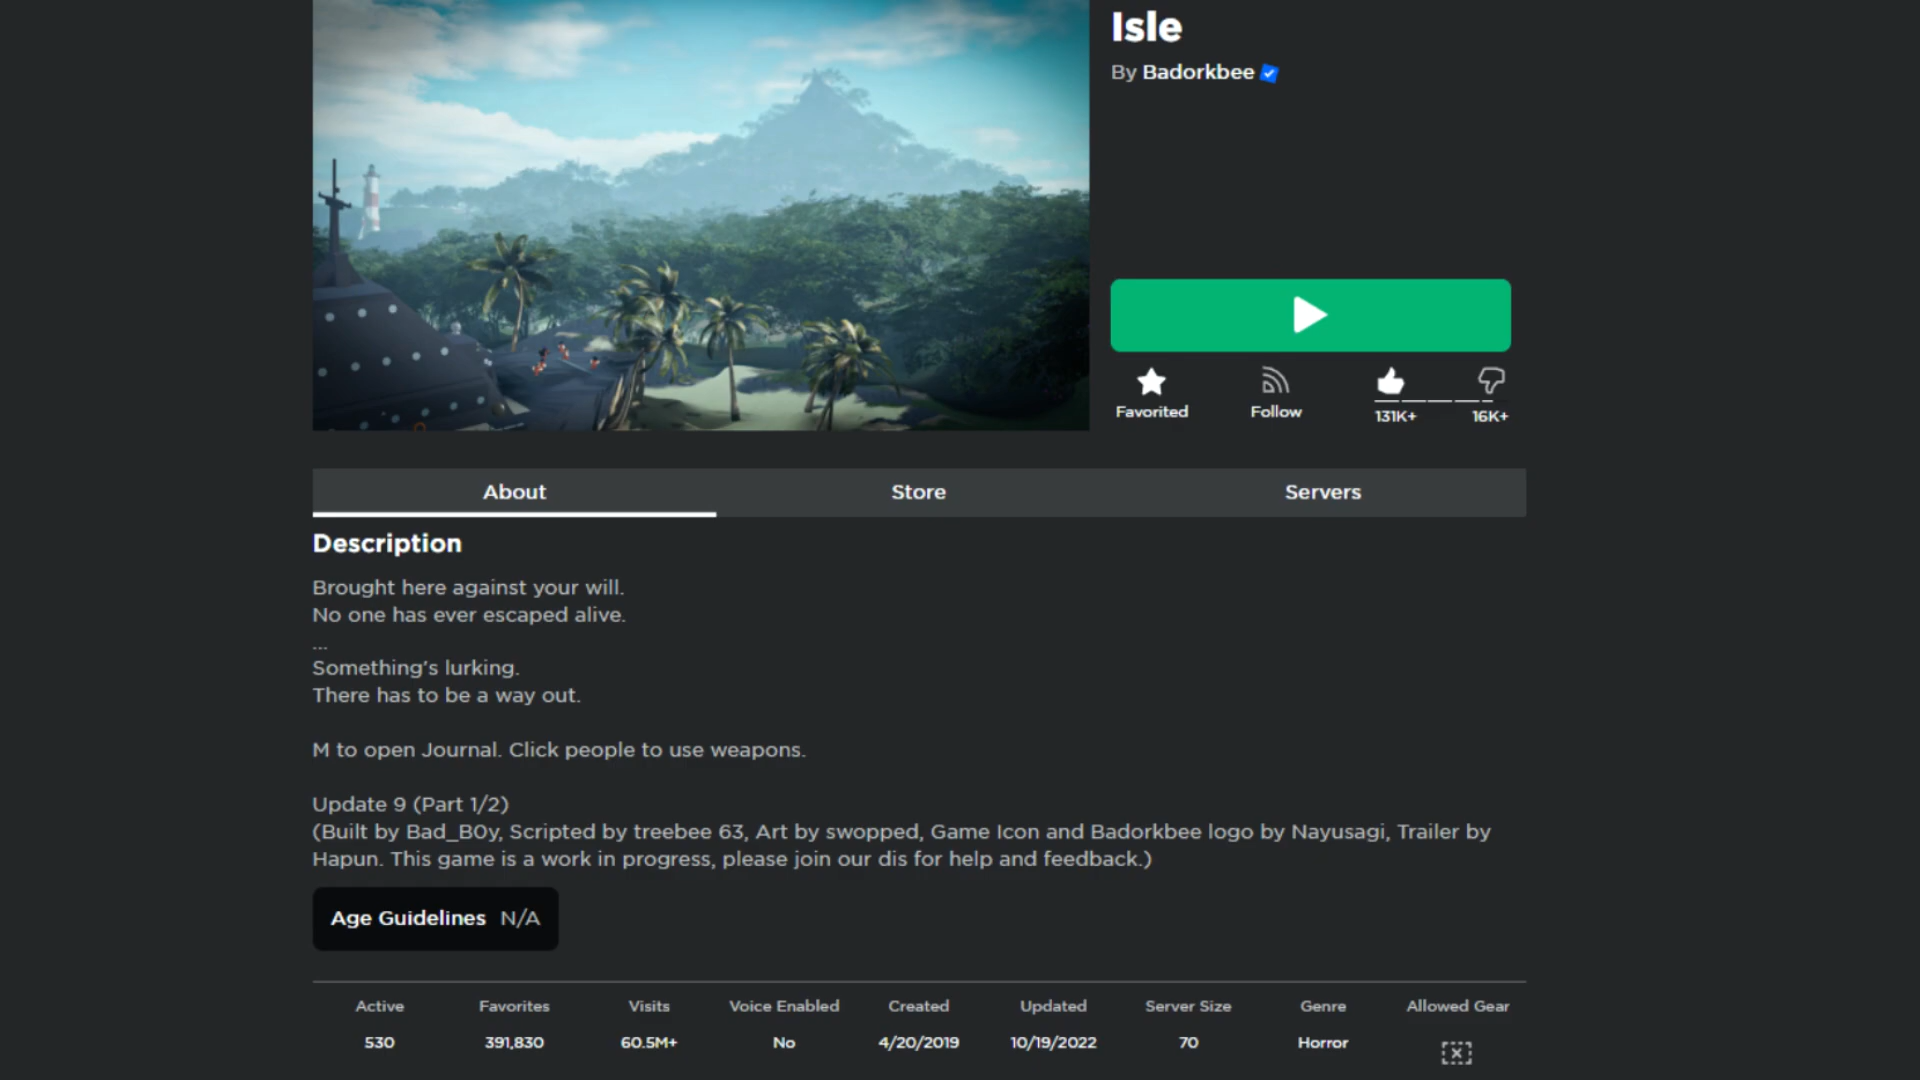 Isle
By Badorkbee
Favorited
Follow
131K+
16K+
About
Store
Servers
Description
Brought here against your will.
No one has ever escaped alive.
...
Something's lurking.
There has to be a way out.
M to open Journal. Click people to use weapons.
Update 9 (Part 1/2)
(Built by Bad_B0y, Scripted by treebee 63, Art by swopped, Game Icon and Badorkbee logo by Nayusagi, Trailer by
Hapun. This game is a work in progress, please join our dis for help and feedback.)
Age Guidelines N/A
Active Favorites Visits Voice Enabled Created Updated Server Size Genre Allowed Gear
530 391,830 60.5M+ No 4/20/2019 10/19/2022 70 Horror